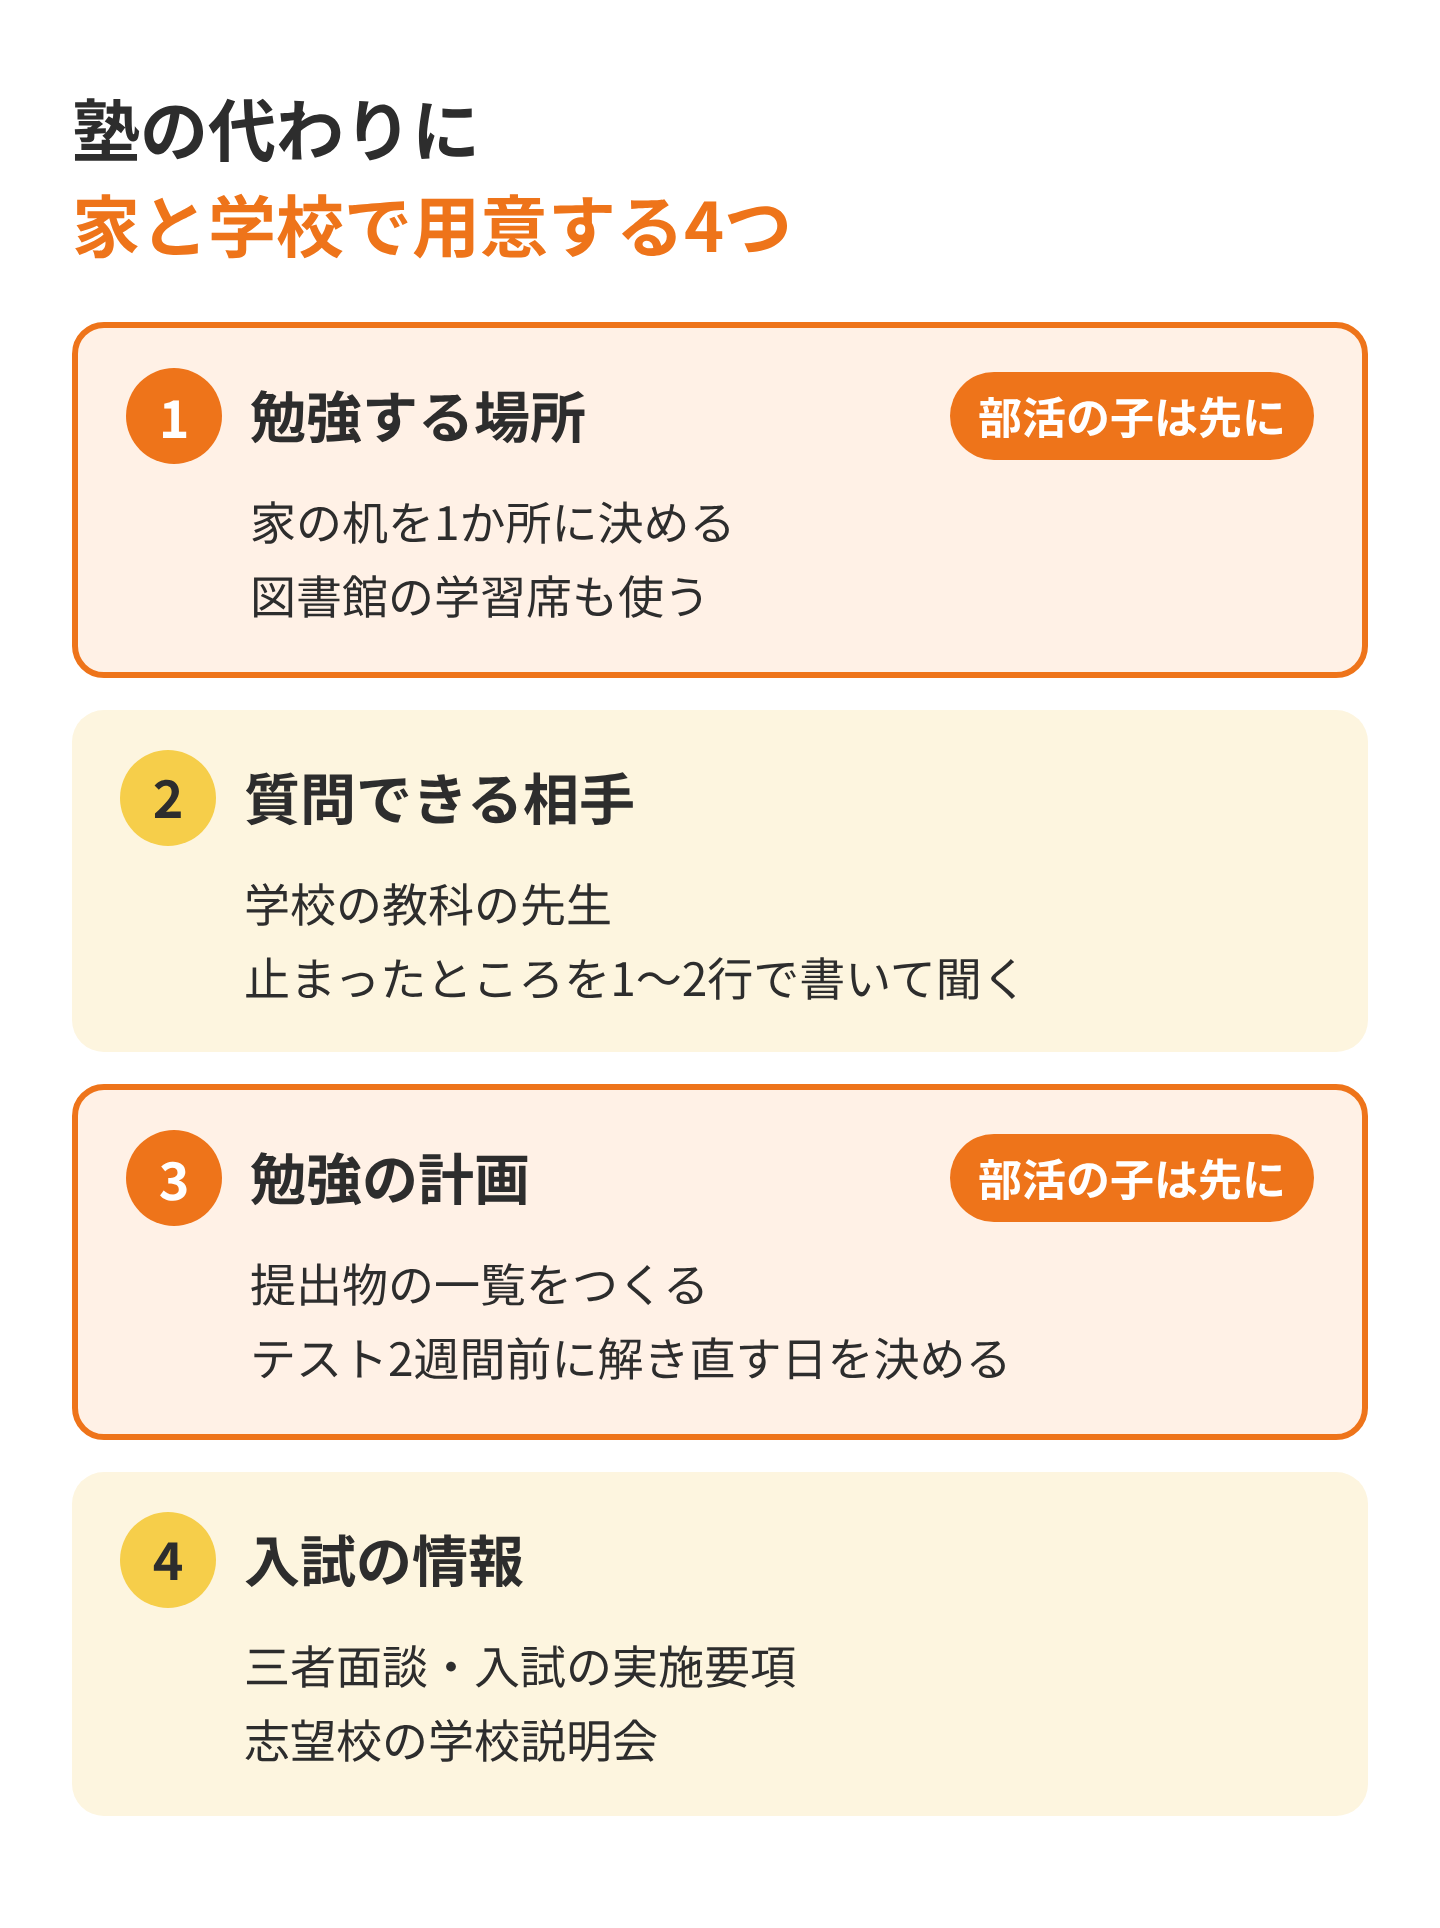 塾の代わりに
家と学校で用意する4つ
1 勉強する場所 部活の子は先に
家の机を1か所に決める
図書館の学習席も使う
2 質問できる相手
学校の教科の先生
止まったところを1〜2行で書いて聞く
3 勉強の計画 部活の子は先に
提出物の一覧をつくる
テスト2週間前に解き直す日を決める
4 入試の情報
三者面談・入試の実施要項
志望校の学校説明会